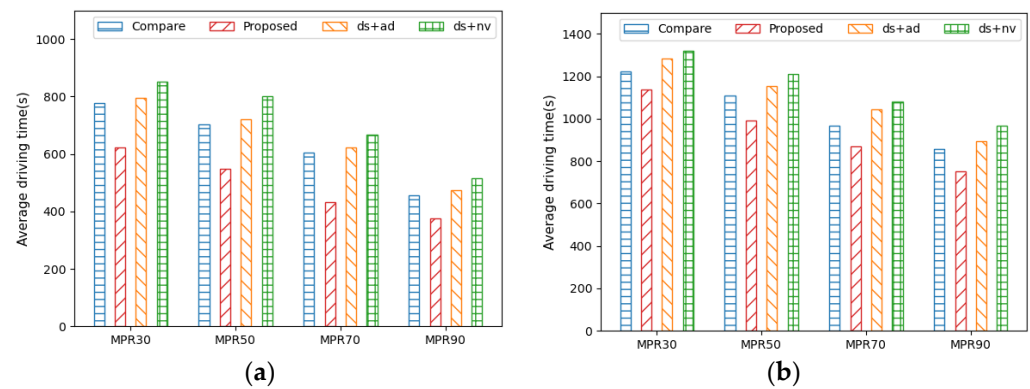 Compare Proposed ds+ad ds+nv
Average driving time(s)
1000
800
600
400
200
0
MPR30 MPR50 MPR70 MPR90
(a)
Compare Proposed ds+ad ds+nv
Average driving time(s)
1400
1200
1000
800
600
400
200
0
MPR30 MPR50 MPR70 MPR90
(b)